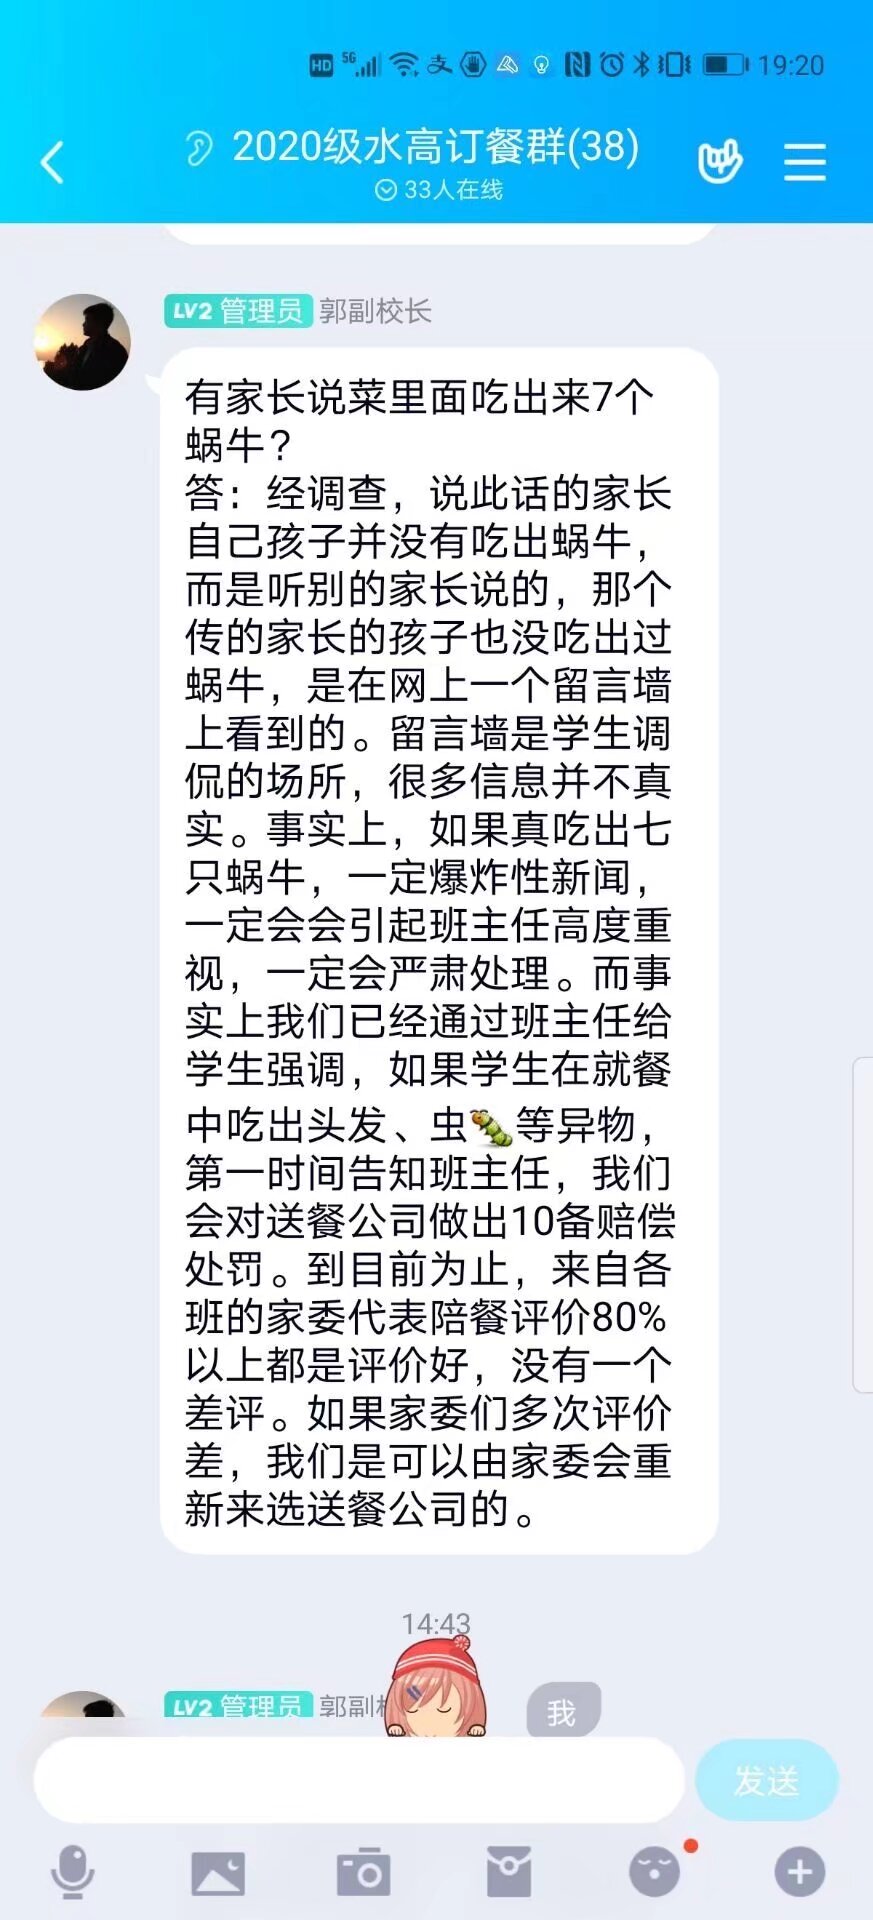 HD 5G 支 19:20
2020级水高订餐群(38)
33人在线
LV2 管理员 郭副校长
有家长说菜里面吃出来7个
蜗牛？
答：经调查，说此话的家长
自己孩子并没有吃出蜗牛，
而是听别的家长说的，那个
传的家长的孩子也没吃出过
蜗牛，是在网上一个留言墙
上看到的。留言墙是学生调
侃的场所，很多信息并不真
实。事实上，如果真吃出七
只蜗牛，一定爆炸性新闻，
一定会会引起班主任高度重
视，一定会严肃处理。而事
实上我们已经通过班主任给
学生强调，如果学生在就餐
中吃出头发、虫🐛等异物，
第一时间告知班主任，我们
会对送餐公司做出10备赔偿
处罚。到目前为止，来自各
班的家委代表陪餐评价80%
以上都是评价好，没有一个
差评。如果家委们多次评价
差，我们是可以由家委会重
新来选送餐公司的。
14:43
LV2 管理员 郭副 我
发送